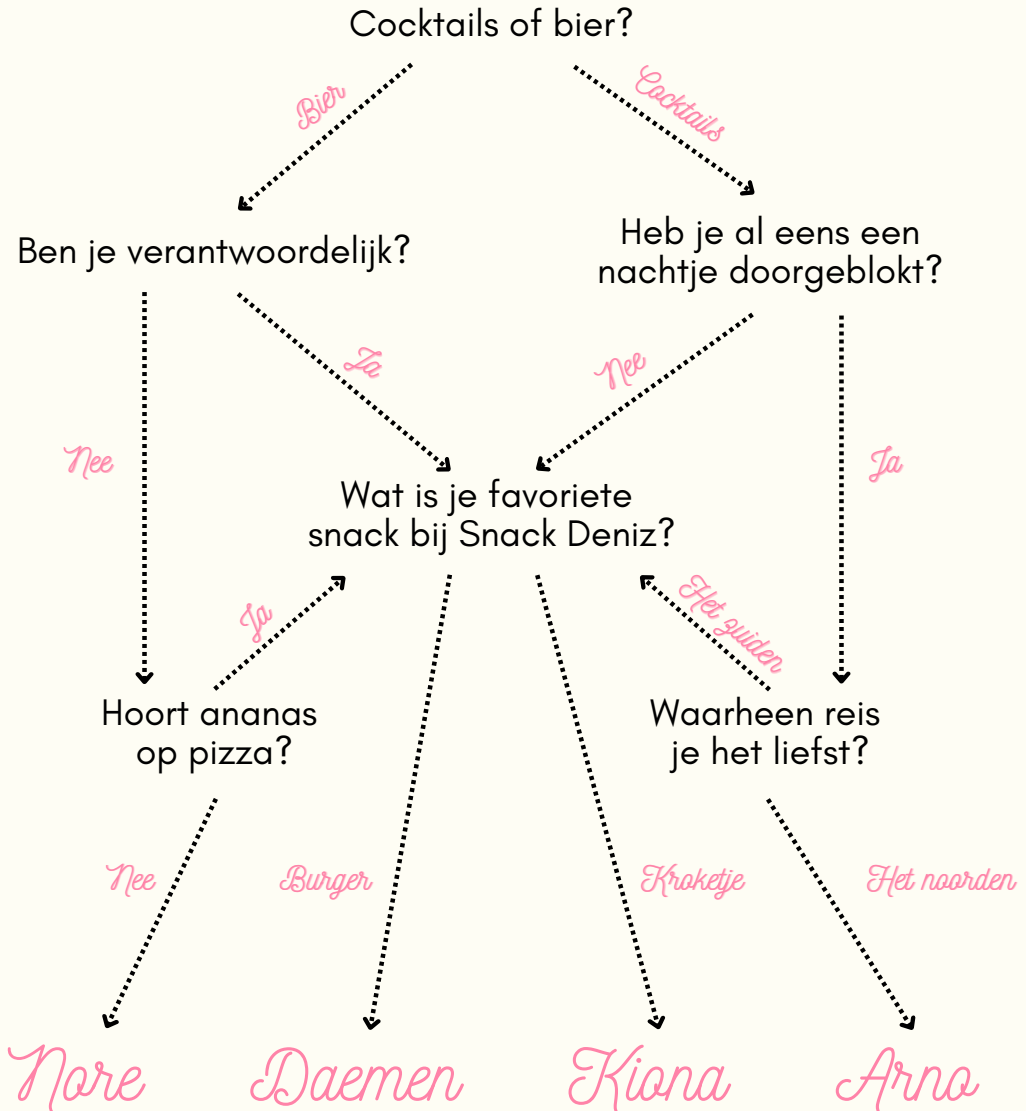 Cocktails of bier?
Bier
Cocktails
Ben je verantwoordelijk?
Heb je al eens een
nachtje doorgeblokt?
Ja
Nee
Nee
Ja
Wat is je favoriete
snack bij Snack Deniz?
Ja
Het zuiden
Hoort ananas
op pizza?
Waarheen reis
je het liefst?
Nee
Burger
Kroketje
Het noorden
Nore
Daemen
Kiona
Arno